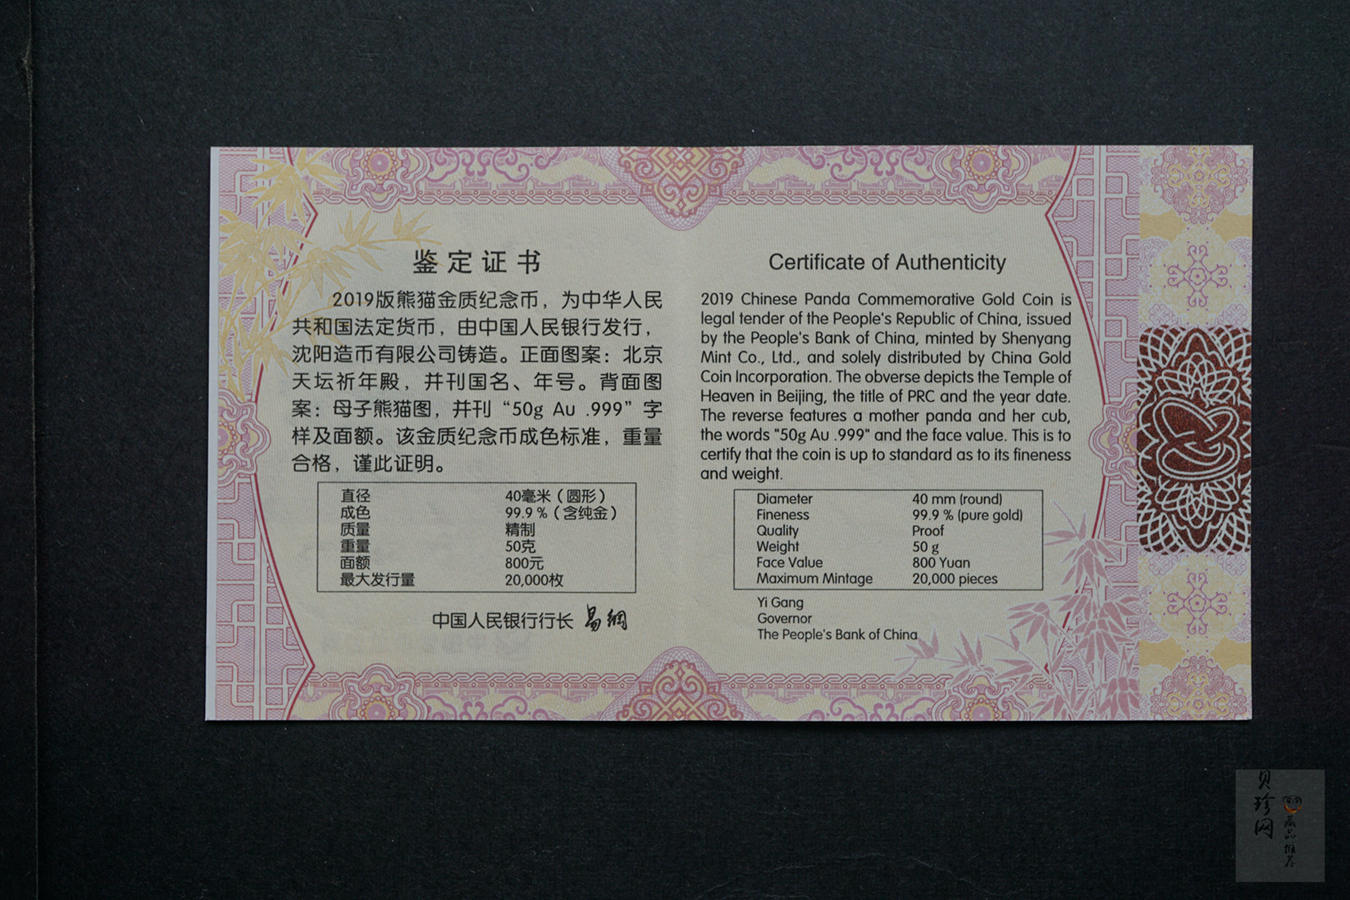 鉴定证书
2019版熊猫金质纪念币，为中华人民
共和国法定货币，由中国人民银行发行，
沈阳造币有限公司铸造。正面图案：北京
天坛祈年殿，并刊国名、年号。背面图
案：母子熊猫图，并刊“50g Au .999”字
样及面额。该金质纪念币成色标准，重量
合格，谨此证明。
直径 40毫米（圆形）
成色 99.9 %（含纯金）
质量 精制
重量 50克
面额 800元
最大发行量 20,000枚
中国人民银行行长 易纲
Certificate of Authenticity
2019 Chinese Panda Commemorative Gold Coin is
legal tender of the People's Republic of China, issued
by the People's Bank of China, minted by Shenyang
Mint Co., Ltd., and solely distributed by China Gold
Coin Incorporation. The obverse depicts the Temple of
Heaven in Beijing, the title of PRC and the year date.
The reverse features a mother panda and her cub,
the words "50g Au .999" and the face value. This is to
certify that the coin is up to standard as to its fineness
and weight.
Diameter 40 mm (round)
Fineness 99.9 % (pure gold)
Quality Proof
Weight 50 g
Face Value 800 Yuan
Maximum Mintage 20,000 pieces
Yi Gang
Governor
The People's Bank of China
贝珍网
藏品推荐